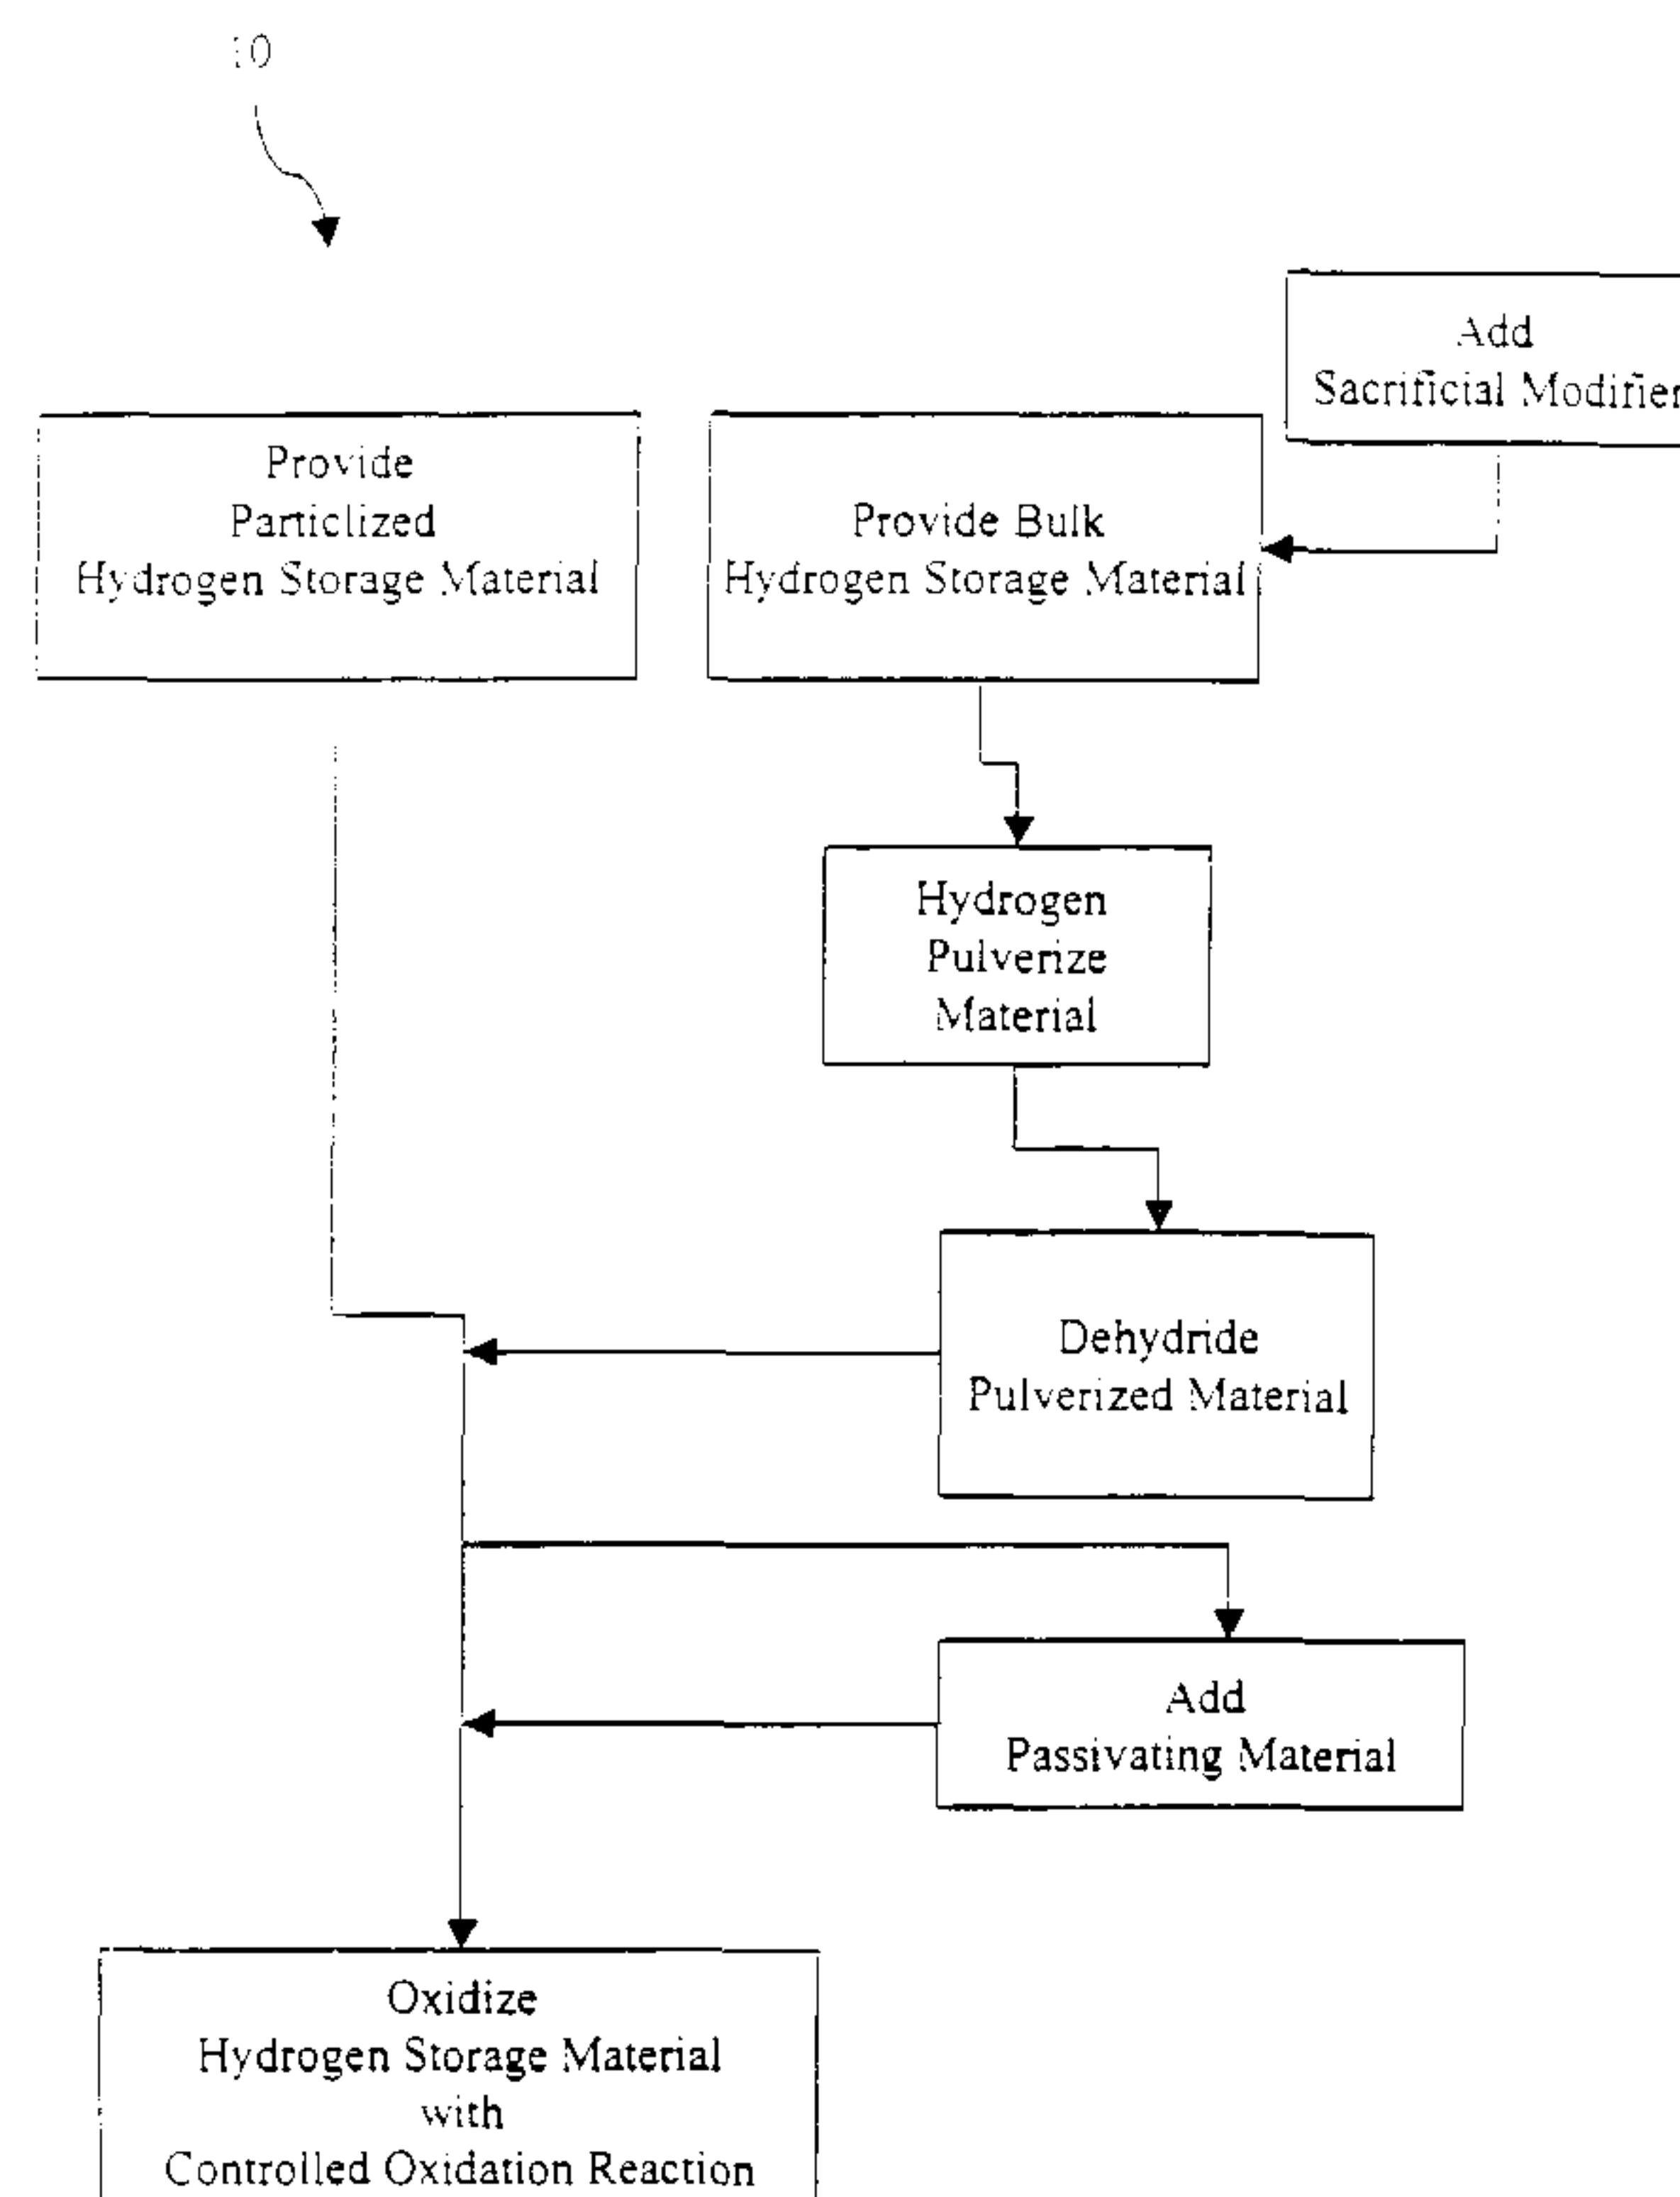 10
Add
Sacrificial Modifier
Provide
Particlized
Hydrogen Storage Material
Provide Bulk
Hydrogen Storage Material
Hydrogen
Pulverize
Material
Dehydride
Pulverized Material
Add
Passivating Material
Oxidize
Hydrogen Storage Material
with
Controlled Oxidation Reaction